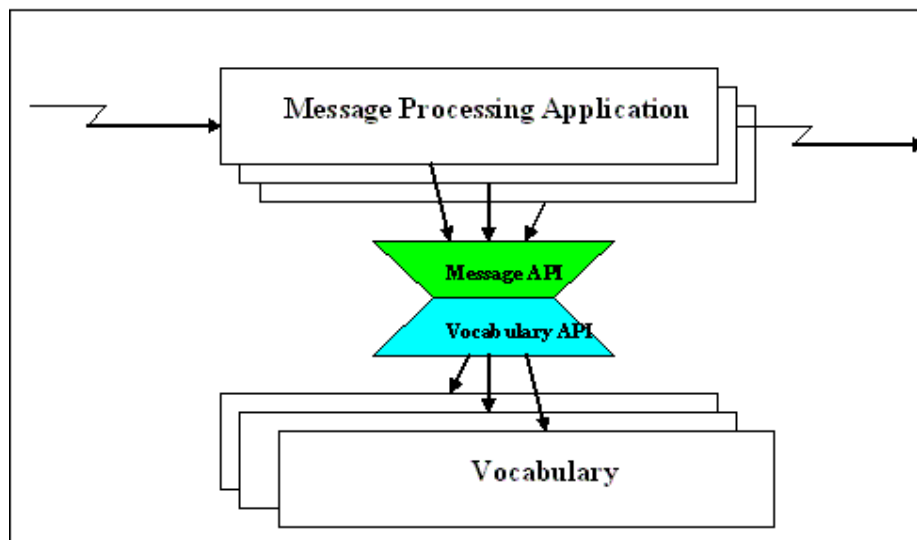 Message Processing Application
Message API
Vocabulary API
Vocabulary